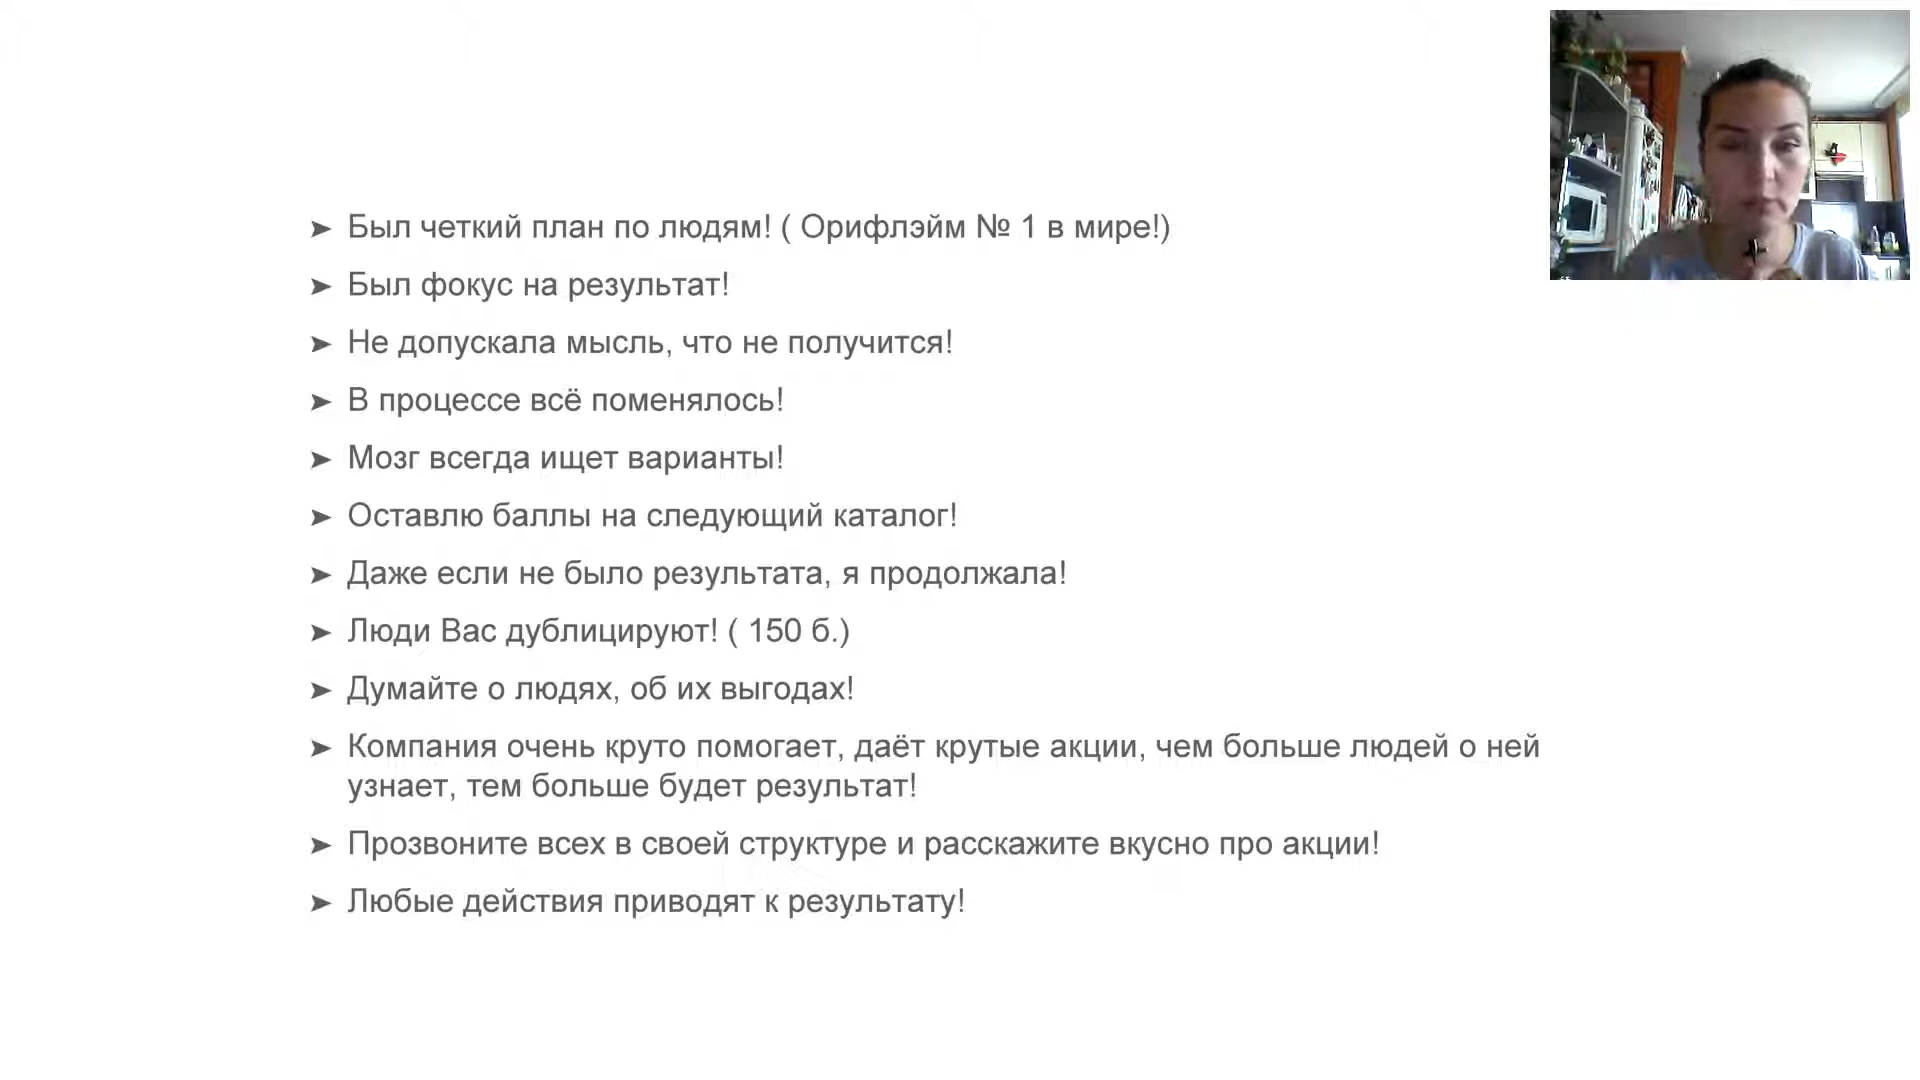 ➤ Был четкий план по людям! ( Орифлэйм № 1 в мире!)
➤ Был фокус на результат!
➤ Не допускала мысль, что не получится!
➤ В процессе всё поменялось!
➤ Мозг всегда ищет варианты!
➤ Оставлю баллы на следующий каталог!
➤ Даже если не было результата, я продолжала!
➤ Люди Вас дублицируют! ( 150 б.)
➤ Думайте о людях, об их выгодах!
➤ Компания очень круто помогает, даёт крутые акции, чем больше людей о ней
узнает, тем больше будет результат!
➤ Прозвоните всех в своей структуре и расскажите вкусно про акции!
➤ Любые действия приводят к результату!